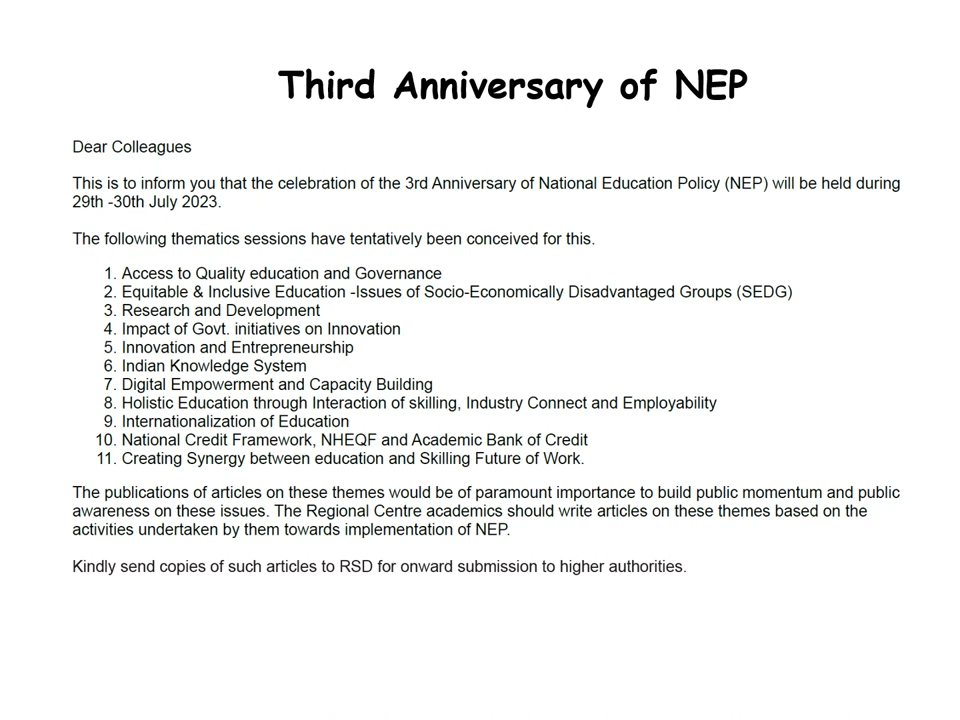 Third Anniversary of NEP
Dear Colleagues
This is to inform you that the celebration of the 3rd Anniversary of National Education Policy (NEP) will be held during
29th -30th July 2023.
The following thematics sessions have tentatively been conceived for this.
1. Access to Quality education and Governance
2. Equitable & Inclusive Education -Issues of Socio-Economically Disadvantaged Groups (SEDG)
3. Research and Development
4. Impact of Govt. initiatives on Innovation
5. Innovation and Entrepreneurship
6. Indian Knowledge System
7. Digital Empowerment and Capacity Building
8. Holistic Education through Interaction of skilling, Industry Connect and Employability
9. Internationalization of Education
10. National Credit Framework, NHEQF and Academic Bank of Credit
11. Creating Synergy between education and Skilling Future of Work.
The publications of articles on these themes would be of paramount importance to build public momentum and public
awareness on these issues. The Regional Centre academics should write articles on these themes based on the
activities undertaken by them towards implementation of NEP.
Kindly send copies of such articles to RSD for onward submission to higher authorities.